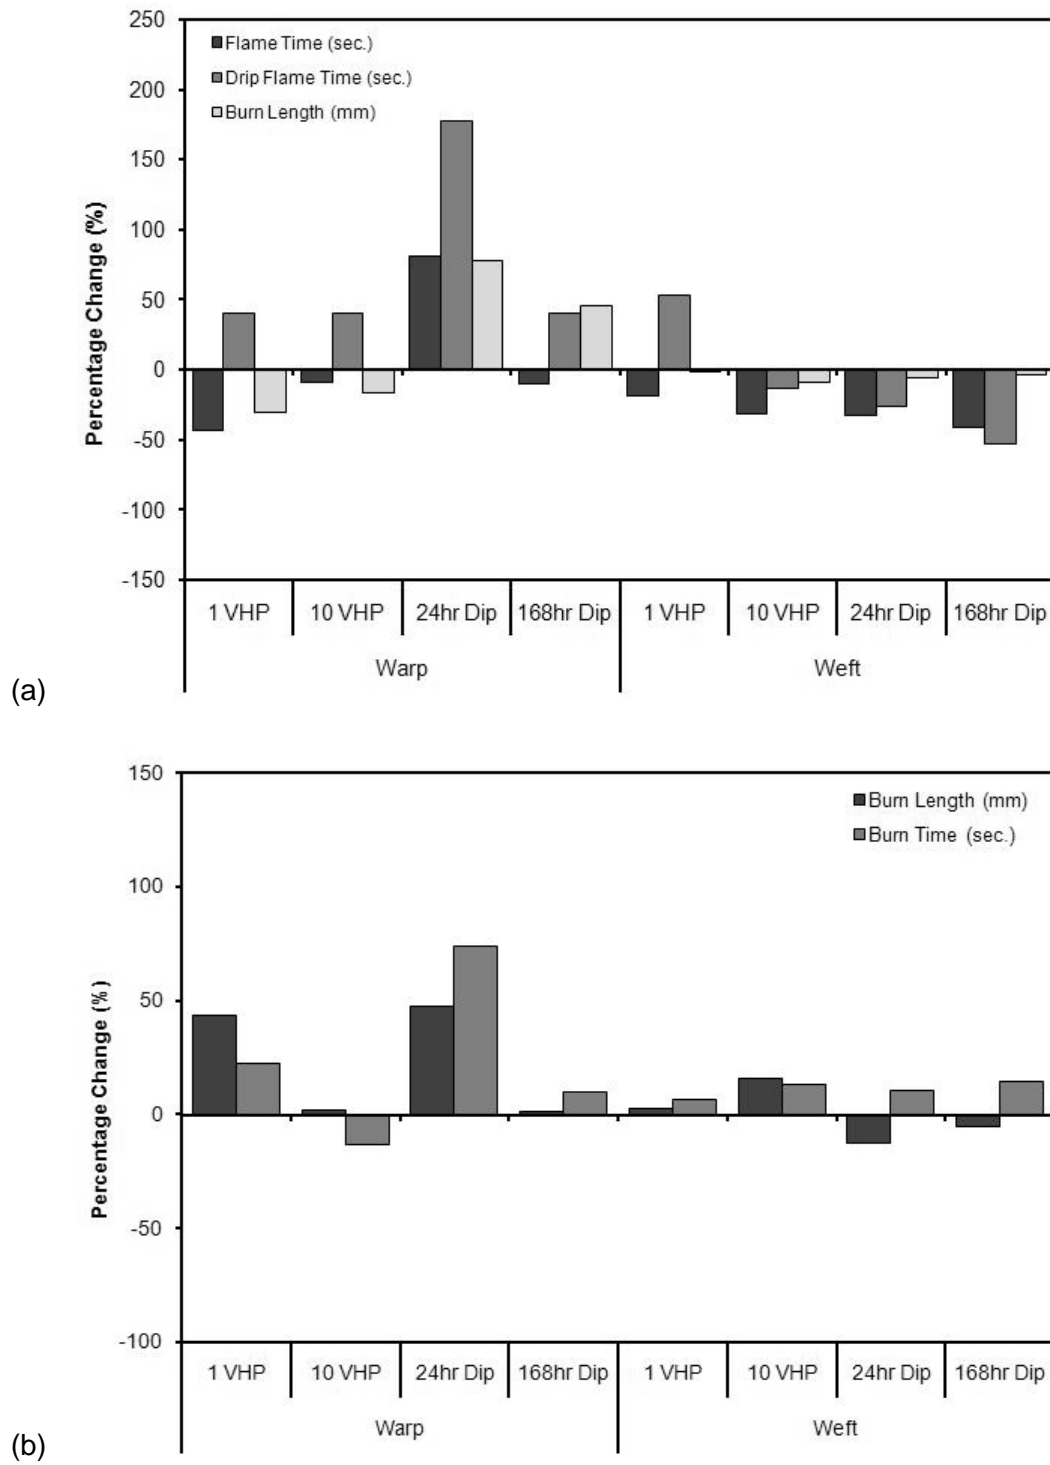 250
200
150
100
50
0
-50
-100
-150
Percentage Change (%)
Flame Time (sec.)
Drip Flame Time (sec.)
Burn Length (mm)
1 VHP 10 VHP 24hr Dip 168hr Dip 1 VHP 10 VHP 24hr Dip 168hr Dip
Warp Weft
(a)
150
100
50
0
-50
-100
Percentage Change (%)
Burn Length (mm)
Burn Time (sec.)
1 VHP 10 VHP 24hr Dip 168hr Dip 1 VHP 10 VHP 24hr Dip 168hr Dip
Warp Weft
(b)